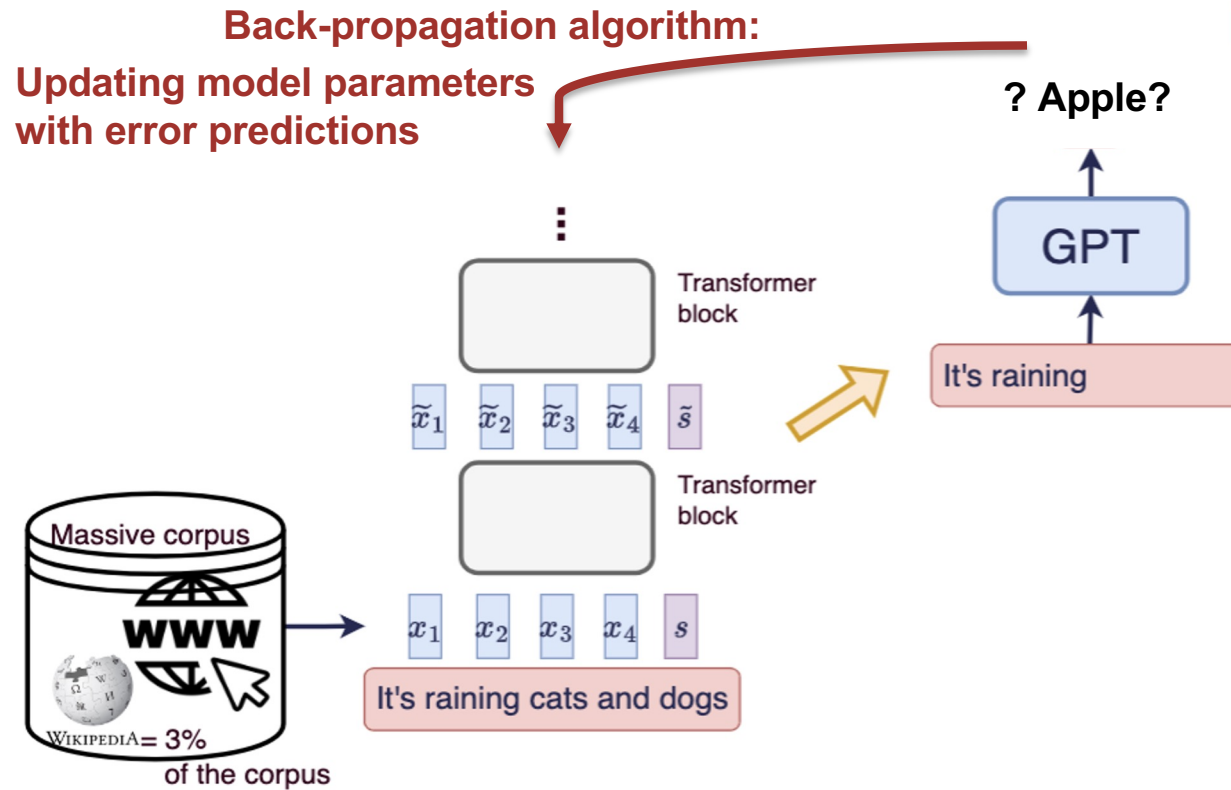 Back-propagation algorithm:
Updating model parameters
with error predictions
? Apple?
GPT
It's raining
⋮
Transformer
block
x̃₁ x̃₂ x̃₃ x̃₄ s̃
Transformer
block
Massive corpus
www
x₁ x₂ x₃ x₄ s
It's raining cats and dogs
WIKIPEDIA = 3%
of the corpus